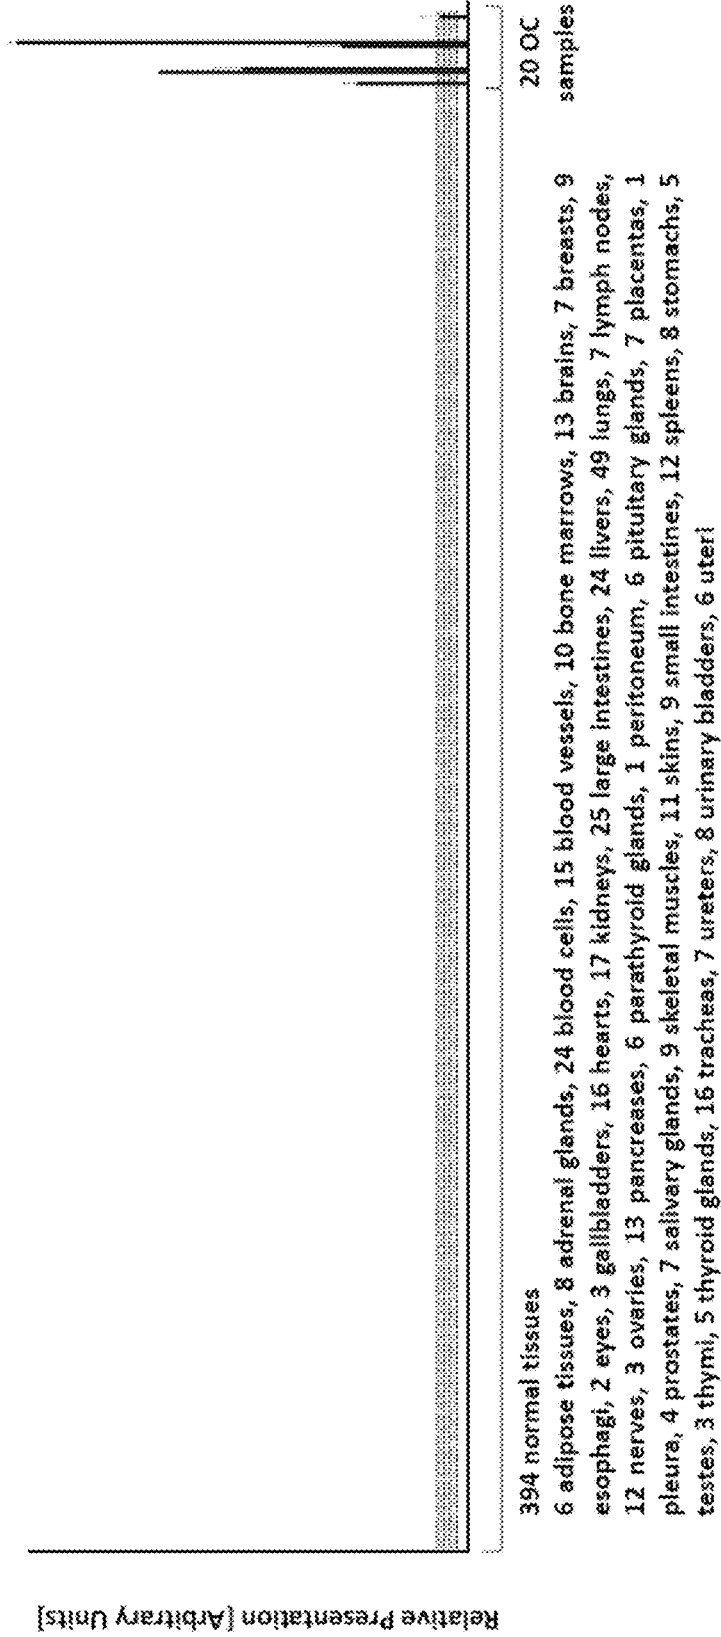 Relative Presentation [Arbitrary Units]
394 normal tissues
6 adipose tissues, 8 adrenal glands, 24 blood cells, 15 blood vessels, 10 bone marrows, 13 brains, 7 breasts, 9
esophagi, 2 eyes, 3 gallbladders, 16 hearts, 17 kidneys, 25 large intestines, 24 livers, 49 lungs, 7 lymph nodes,
12 nerves, 3 ovaries, 13 pancreases, 6 parathyroid glands, 1 peritoneum, 6 pituitary glands, 7 placentas, 1
pleura, 4 prostates, 7 salivary glands, 9 skeletal muscles, 11 skins, 9 small intestines, 12 spleens, 8 stomachs, 5
testes, 3 thymi, 5 thyroid glands, 16 tracheas, 7 ureters, 8 urinary bladders, 6 uteri
20 OC
samples